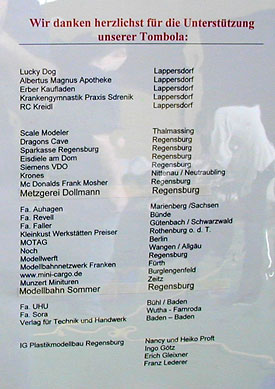 Wir danken herzlichst für die Unterstützung
unserer Tombola:
Lucky Dog Lappersdorf
Albertus Magnus Apotheke Lappersdorf
Erber Kaufladen Lappersdorf
Krankengymnastik Praxis Sdrenik Lappersdorf
RC Kreidl Lappersdorf
Scale Modeler Thalmassing
Dragons Cave Regensburg
Sparkasse Regensburg Regensburg
Eisdiele am Dom Regensburg
Siemens VDO Regensburg
Krones Nittenau / Neutraubling
Mc Donalds Frank Mosher Regensburg
Metzgerei Dollmann Regensburg
Fa. Auhagen Marienberg /Sachsen
Fa. Revell Bünde
Fa. Faller Gütenbach / Schwarzwald
Kleinkust Werkstätten Preiser Rothenburg o. d. T.
MOTAG Berlin
Noch Wangen / Allgäu
Modelwerft Regensburg
Modellbahnnetzwerk Franken Fürth
www.mini-cargo.de Burglengenfeld
Munzert Minituren Zeitz
Modellbahn Sommer Regensburg
Fa. UHU Bühl / Baden
Fa. Sora Wutha - Farnroda
Verlag für Technik und Handwerk Baden – Baden
IG Plastikmodellbau Regensburg Nancy und Heiko Proft
Ingo Götz
Erich Gleixner
Franz Lederer